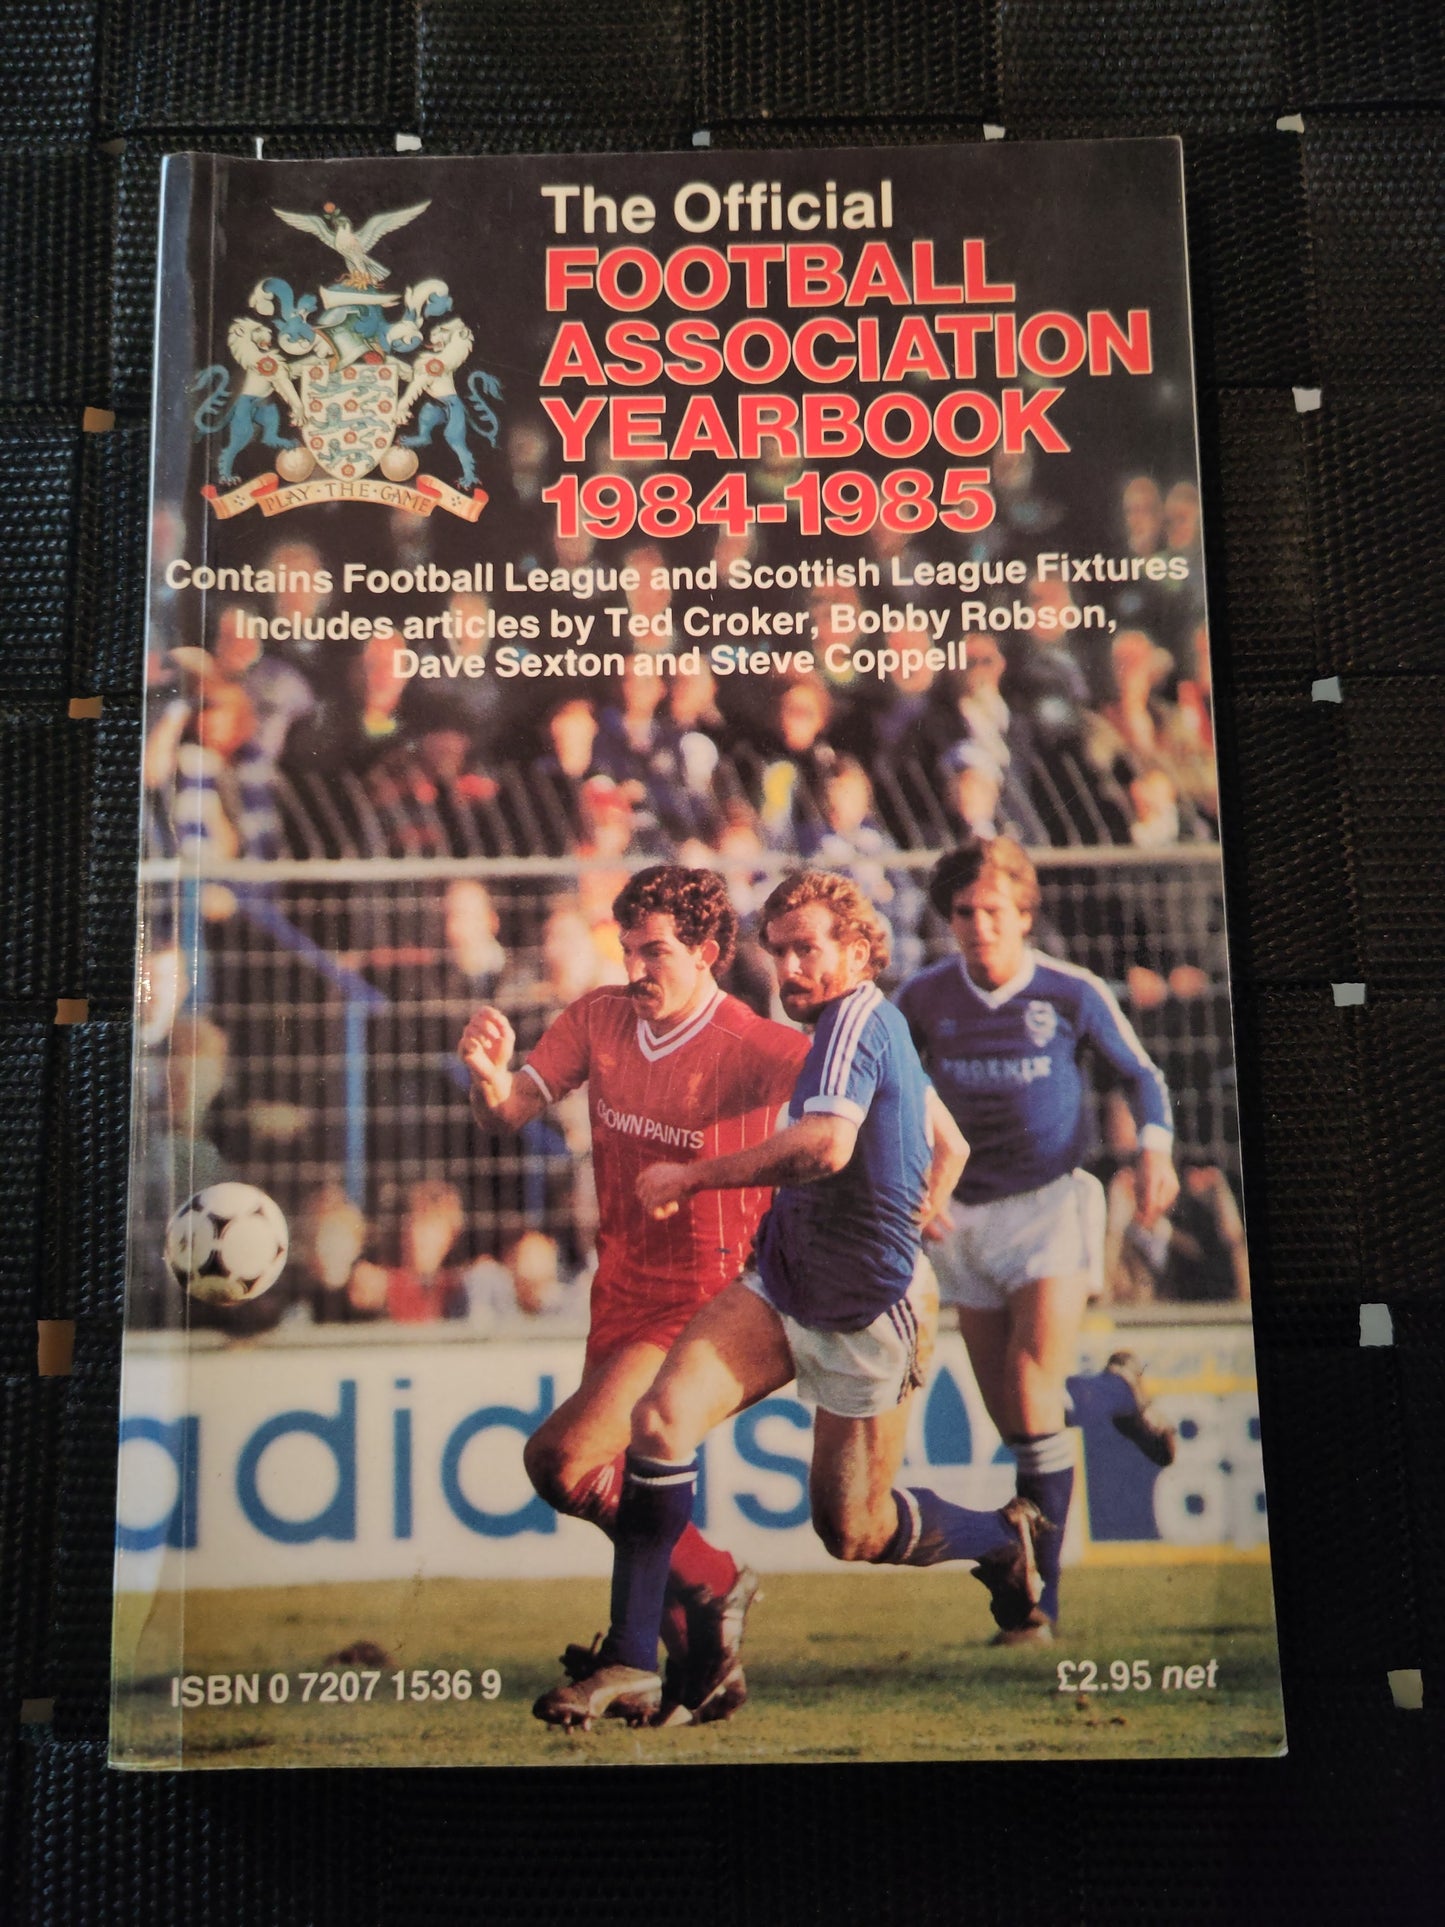 The Official
FOOTBALL
ASSOCIATION
YEARBOOK
1984-1985
PLAY·THE·GAME
Contains Football League and Scottish League Fixtures
Includes articles by Ted Croker, Bobby Robson,
Dave Sexton and Steve Coppell
PHOENIX
CROWN PAINTS
adidas
ISBN 0 7207 1536 9
£2.95 net